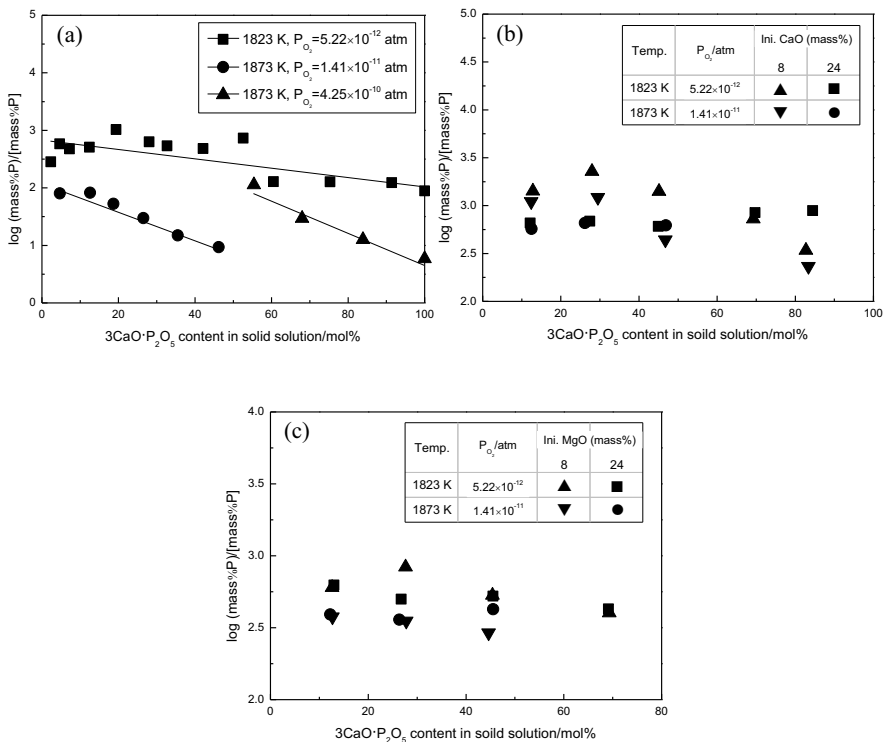 (a)
1823 K, P_O₂=5.22×10⁻¹² atm
1873 K, P_O₂=1.41×10⁻¹¹ atm
1873 K, P_O₂=4.25×10⁻¹⁰ atm
log (mass%P)/[mass%P]
5
4
3
2
1
0
0 20 40 60 80 100
3CaO·P₂O₅ content in solid solution/mol%
(b)
Temp. P_O₂/atm Ini. CaO (mass%)
8 24
1823 K 5.22×10⁻¹²
1873 K 1.41×10⁻¹¹
log (mass%P)/[mass%P]
5.0
4.5
4.0
3.5
3.0
2.5
2.0
0 20 40 60 80 100
3CaO·P₂O₅ content in soild solution/mol%
(c)
Temp. P_O₂/atm Ini. MgO (mass%)
8 24
1823 K 5.22×10⁻¹²
1873 K 1.41×10⁻¹¹
log (mass%P)/[mass%P]
4.0
3.5
3.0
2.5
2.0
0 20 40 60 80
3CaO·P₂O₅ content in soild solution/mol%